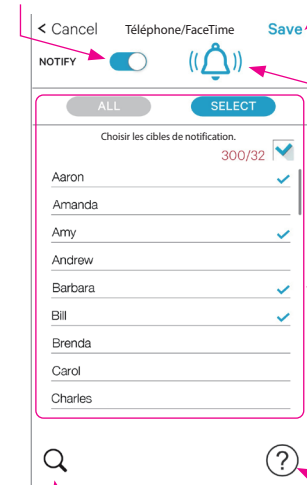 < Cancel Téléphone/FaceTime Save
NOTIFY
ALL SELECT
Choisir les cibles de notification.
300/32
Aaron
Amanda
Amy
Andrew
Barbara
Bill
Brenda
Carol
Charles
?